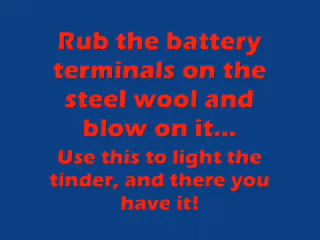 Rub the battery
terminals on the
steel wool and
blow on it...
Use this to light the
tinder, and there you
have it!